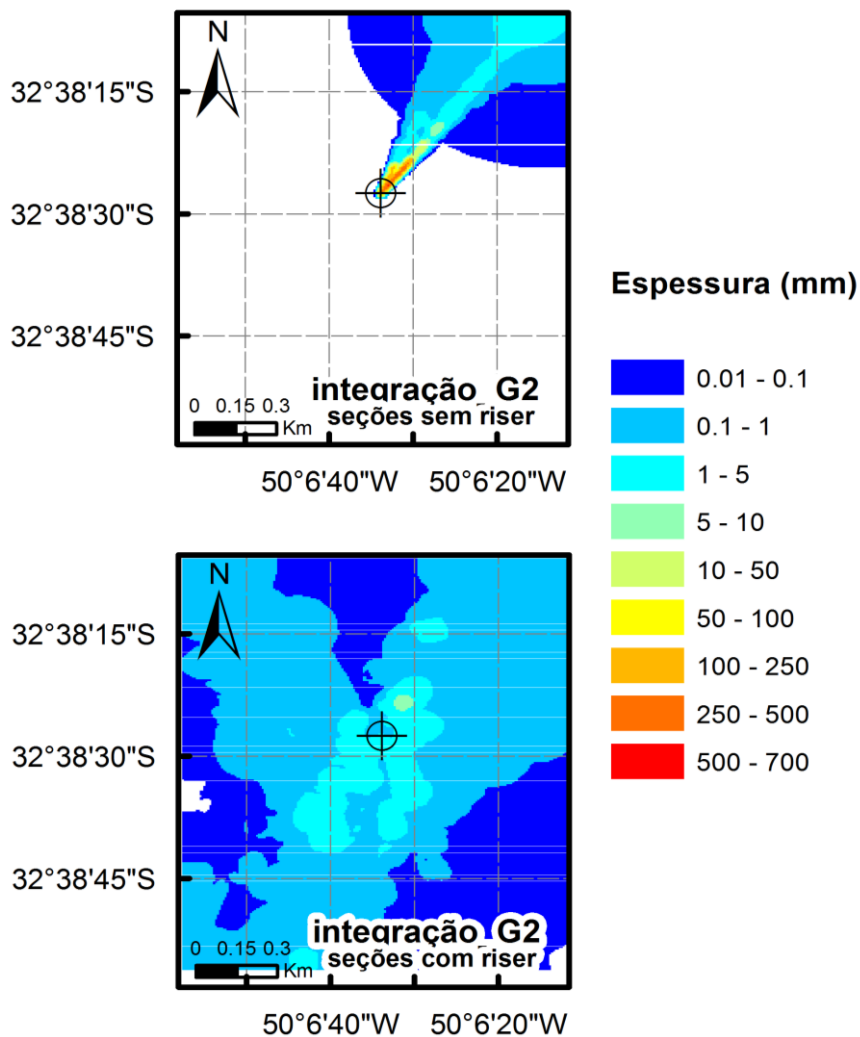 N
32°38'15"S
32°38'30"S
32°38'45"S
integração_G2
seções sem riser
0 0.15 0.3
Km
50°6'40"W 50°6'20"W
Espessura (mm)
0.01 - 0.1
0.1 - 1
1 - 5
5 - 10
10 - 50
50 - 100
100 - 250
250 - 500
500 - 700
N
32°38'15"S
32°38'30"S
32°38'45"S
integração_G2
seções com riser
0 0.15 0.3
Km
50°6'40"W 50°6'20"W